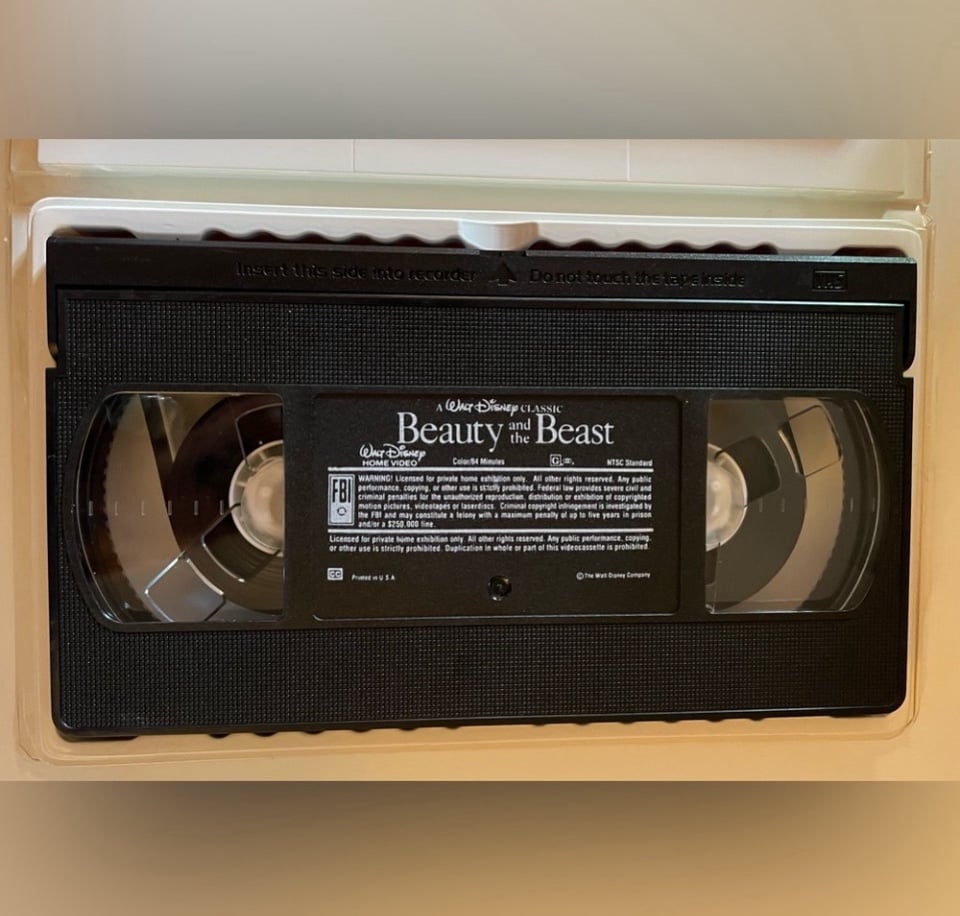 Insert this side into recorder Do not touch the tape inside VHS
A Walt Disney CLASSIC
Beauty and the Beast
Walt Disney
HOME VIDEO
Color/84 Minutes G NTSC Standard
FBI
WARNING! Licensed for private home exhibition only. All other rights reserved. Any public
performance, copying, or other use is strictly prohibited. Federal law provides severe civil and
criminal penalties for the unauthorized reproduction, distribution or exhibition of copyrighted
motion pictures, videotapes or laserdiscs. Criminal copyright infringement is investigated by
the FBI and may constitute a felony with a maximum penalty of up to five years in prison
and/or a $250,000 fine.
Licensed for private home exhibition only. All other rights reserved. Any public performance, copying,
or other use is strictly prohibited. Duplication in whole or part of this videocassette is prohibited.
CC Printed in U S A © The Walt Disney Company